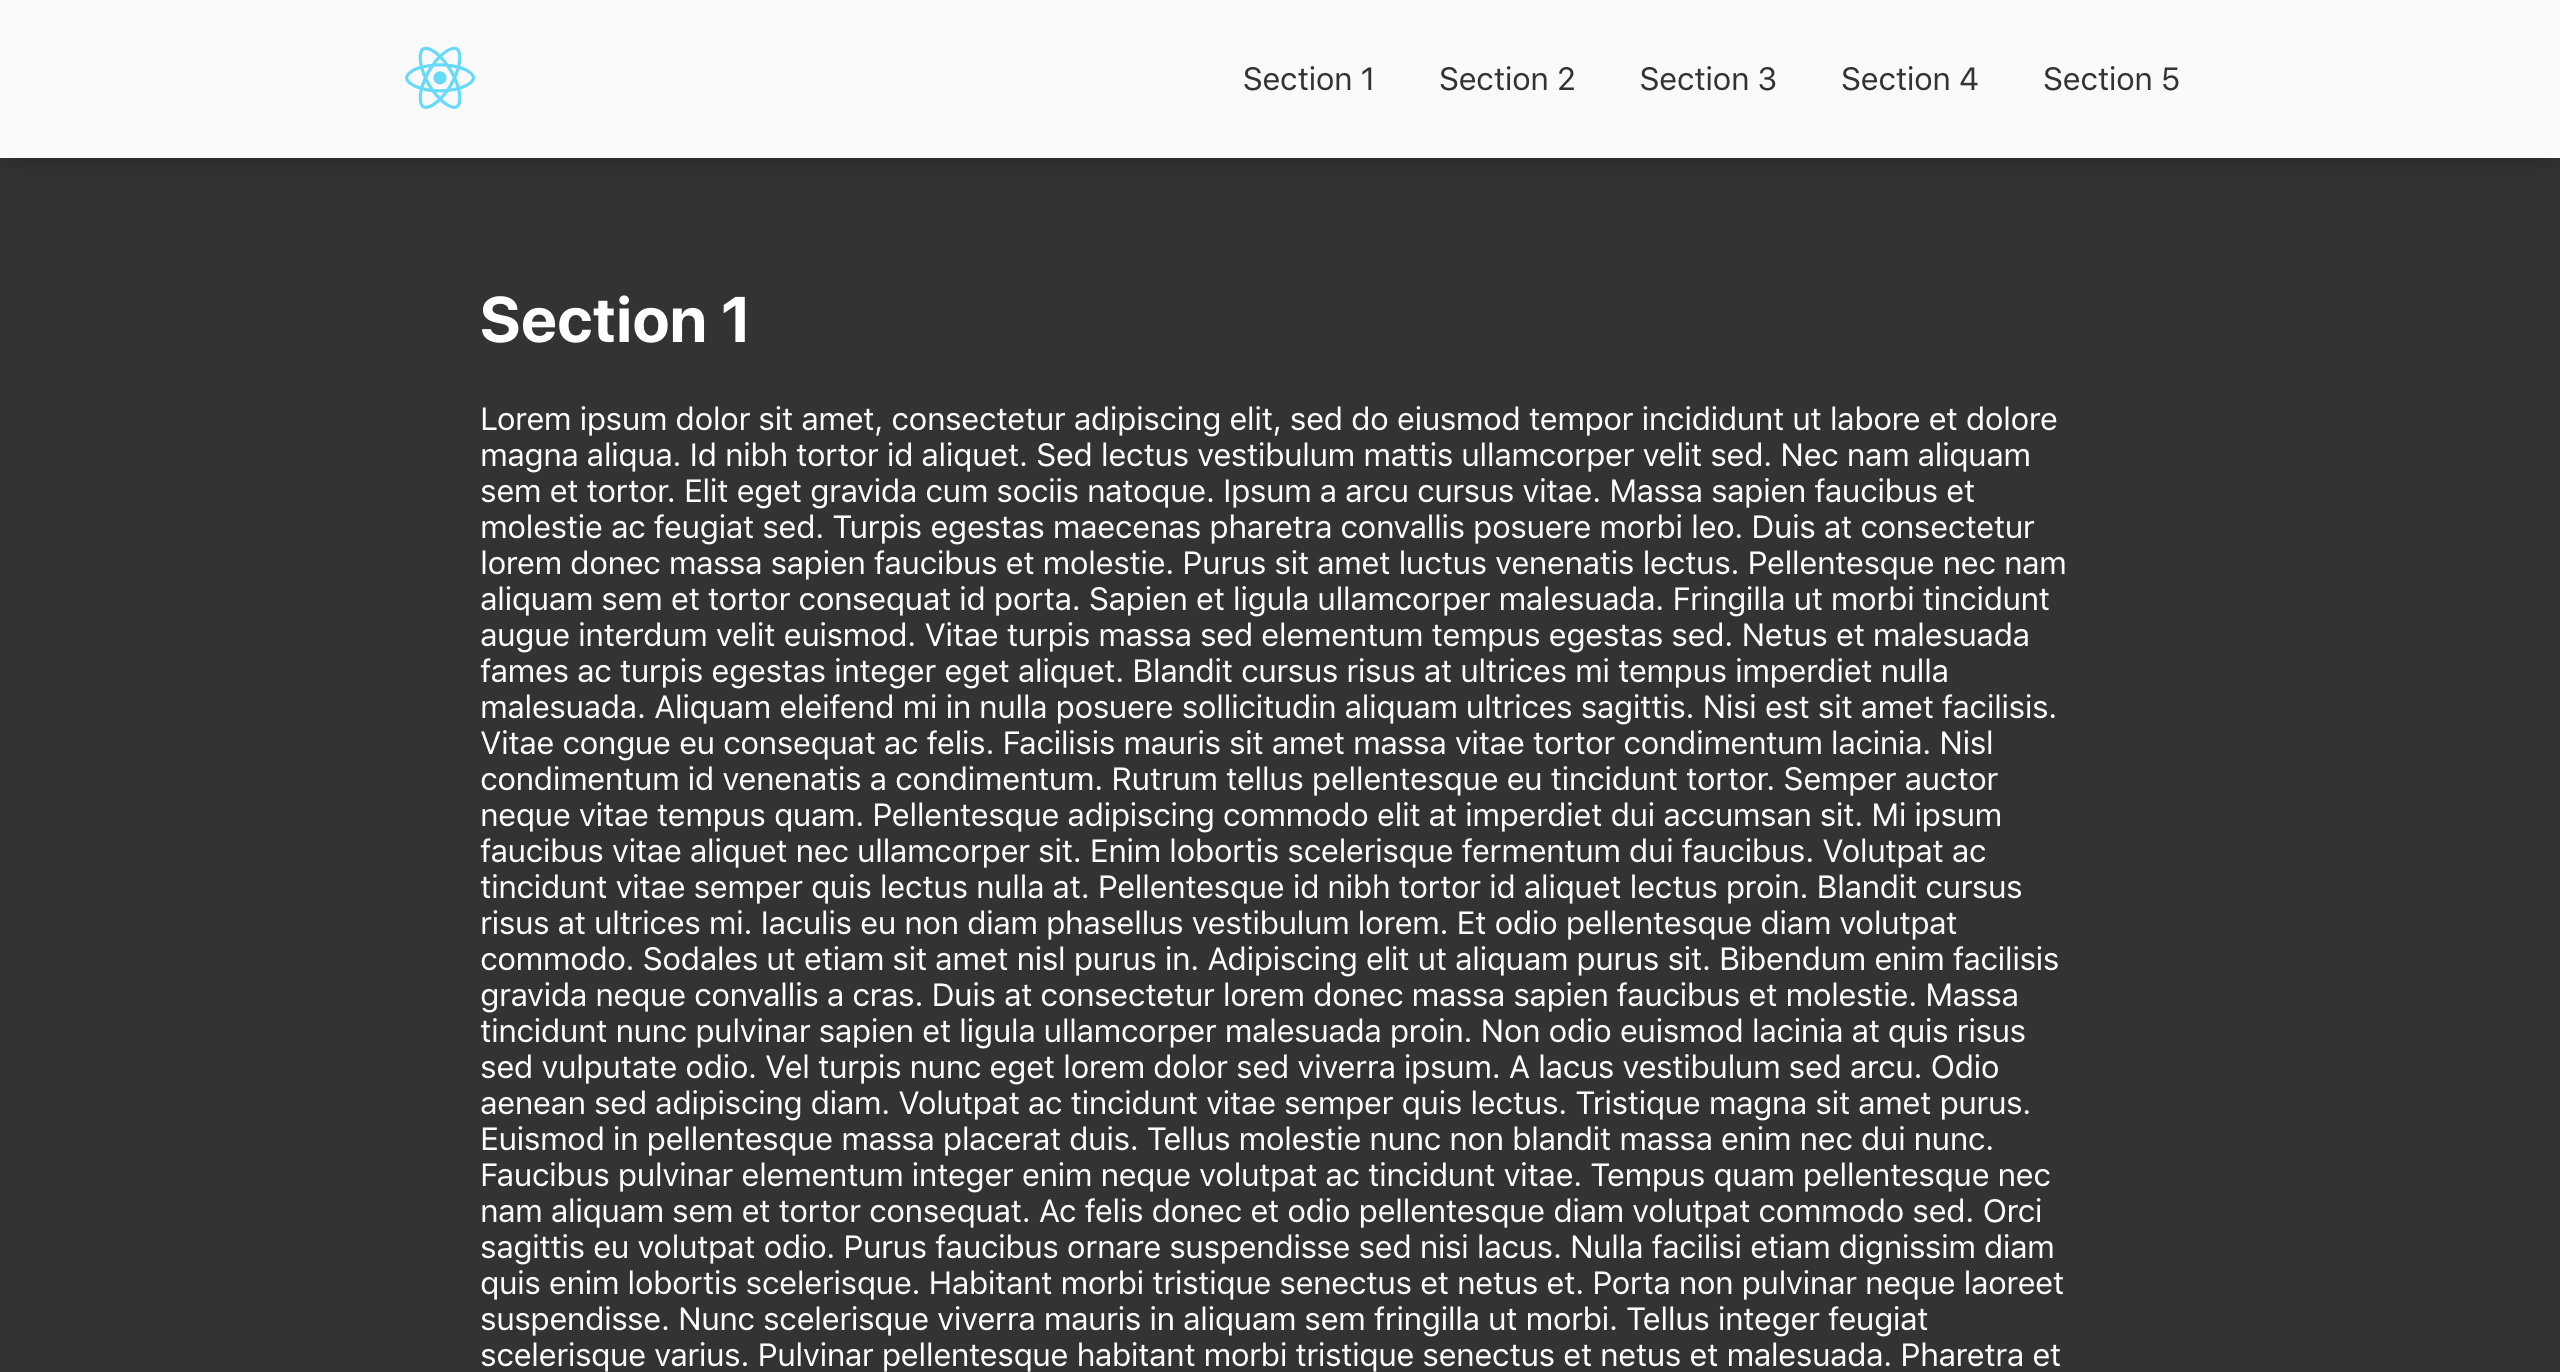 Section 1 Section 2 Section 3 Section 4 Section 5
Section 1
Lorem ipsum dolor sit amet, consectetur adipiscing elit, sed do eiusmod tempor incididunt ut labore et dolore
magna aliqua. Id nibh tortor id aliquet. Sed lectus vestibulum mattis ullamcorper velit sed. Nec nam aliquam
sem et tortor. Elit eget gravida cum sociis natoque. Ipsum a arcu cursus vitae. Massa sapien faucibus et
molestie ac feugiat sed. Turpis egestas maecenas pharetra convallis posuere morbi leo. Duis at consectetur
lorem donec massa sapien faucibus et molestie. Purus sit amet luctus venenatis lectus. Pellentesque nec nam
aliquam sem et tortor consequat id porta. Sapien et ligula ullamcorper malesuada. Fringilla ut morbi tincidunt
augue interdum velit euismod. Vitae turpis massa sed elementum tempus egestas sed. Netus et malesuada
fames ac turpis egestas integer eget aliquet. Blandit cursus risus at ultrices mi tempus imperdiet nulla
malesuada. Aliquam eleifend mi in nulla posuere sollicitudin aliquam ultrices sagittis. Nisi est sit amet facilisis.
Vitae congue eu consequat ac felis. Facilisis mauris sit amet massa vitae tortor condimentum lacinia. Nisl
condimentum id venenatis a condimentum. Rutrum tellus pellentesque eu tincidunt tortor. Semper auctor
neque vitae tempus quam. Pellentesque adipiscing commodo elit at imperdiet dui accumsan sit. Mi ipsum
faucibus vitae aliquet nec ullamcorper sit. Enim lobortis scelerisque fermentum dui faucibus. Volutpat ac
tincidunt vitae semper quis lectus nulla at. Pellentesque id nibh tortor id aliquet lectus proin. Blandit cursus
risus at ultrices mi. Iaculis eu non diam phasellus vestibulum lorem. Et odio pellentesque diam volutpat
commodo. Sodales ut etiam sit amet nisl purus in. Adipiscing elit ut aliquam purus sit. Bibendum enim facilisis
gravida neque convallis a cras. Duis at consectetur lorem donec massa sapien faucibus et molestie. Massa
tincidunt nunc pulvinar sapien et ligula ullamcorper malesuada proin. Non odio euismod lacinia at quis risus
sed vulputate odio. Vel turpis nunc eget lorem dolor sed viverra ipsum. A lacus vestibulum sed arcu. Odio
aenean sed adipiscing diam. Volutpat ac tincidunt vitae semper quis lectus. Tristique magna sit amet purus.
Euismod in pellentesque massa placerat duis. Tellus molestie nunc non blandit massa enim nec dui nunc.
Faucibus pulvinar elementum integer enim neque volutpat ac tincidunt vitae. Tempus quam pellentesque nec
nam aliquam sem et tortor consequat. Ac felis donec et odio pellentesque diam volutpat commodo sed. Orci
sagittis eu volutpat odio. Purus faucibus ornare suspendisse sed nisi lacus. Nulla facilisi etiam dignissim diam
quis enim lobortis scelerisque. Habitant morbi tristique senectus et netus et. Porta non pulvinar neque laoreet
suspendisse. Nunc scelerisque viverra mauris in aliquam sem fringilla ut morbi. Tellus integer feugiat
scelerisque varius. Pulvinar pellentesque habitant morbi tristique senectus et netus et malesuada. Pharetra et